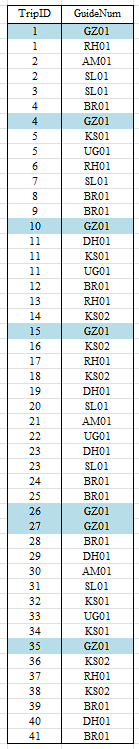 TripID GuideNum
1 GZ01
1 RH01
2 AM01
2 SL01
3 SL01
4 BR01
4 GZ01
5 KS01
5 UG01
6 RH01
7 SL01
8 BR01
9 BR01
10 GZ01
11 DH01
11 KS01
11 UG01
12 BR01
13 RH01
14 KS02
15 GZ01
16 KS02
17 RH01
18 KS02
19 DH01
20 SL01
21 AM01
22 UG01
23 DH01
23 SL01
24 BR01
25 BR01
26 GZ01
27 GZ01
28 BR01
29 DH01
30 AM01
31 SL01
32 KS01
33 UG01
34 KS01
35 GZ01
36 KS02
37 RH01
38 KS02
39 BR01
40 DH01
41 BR01